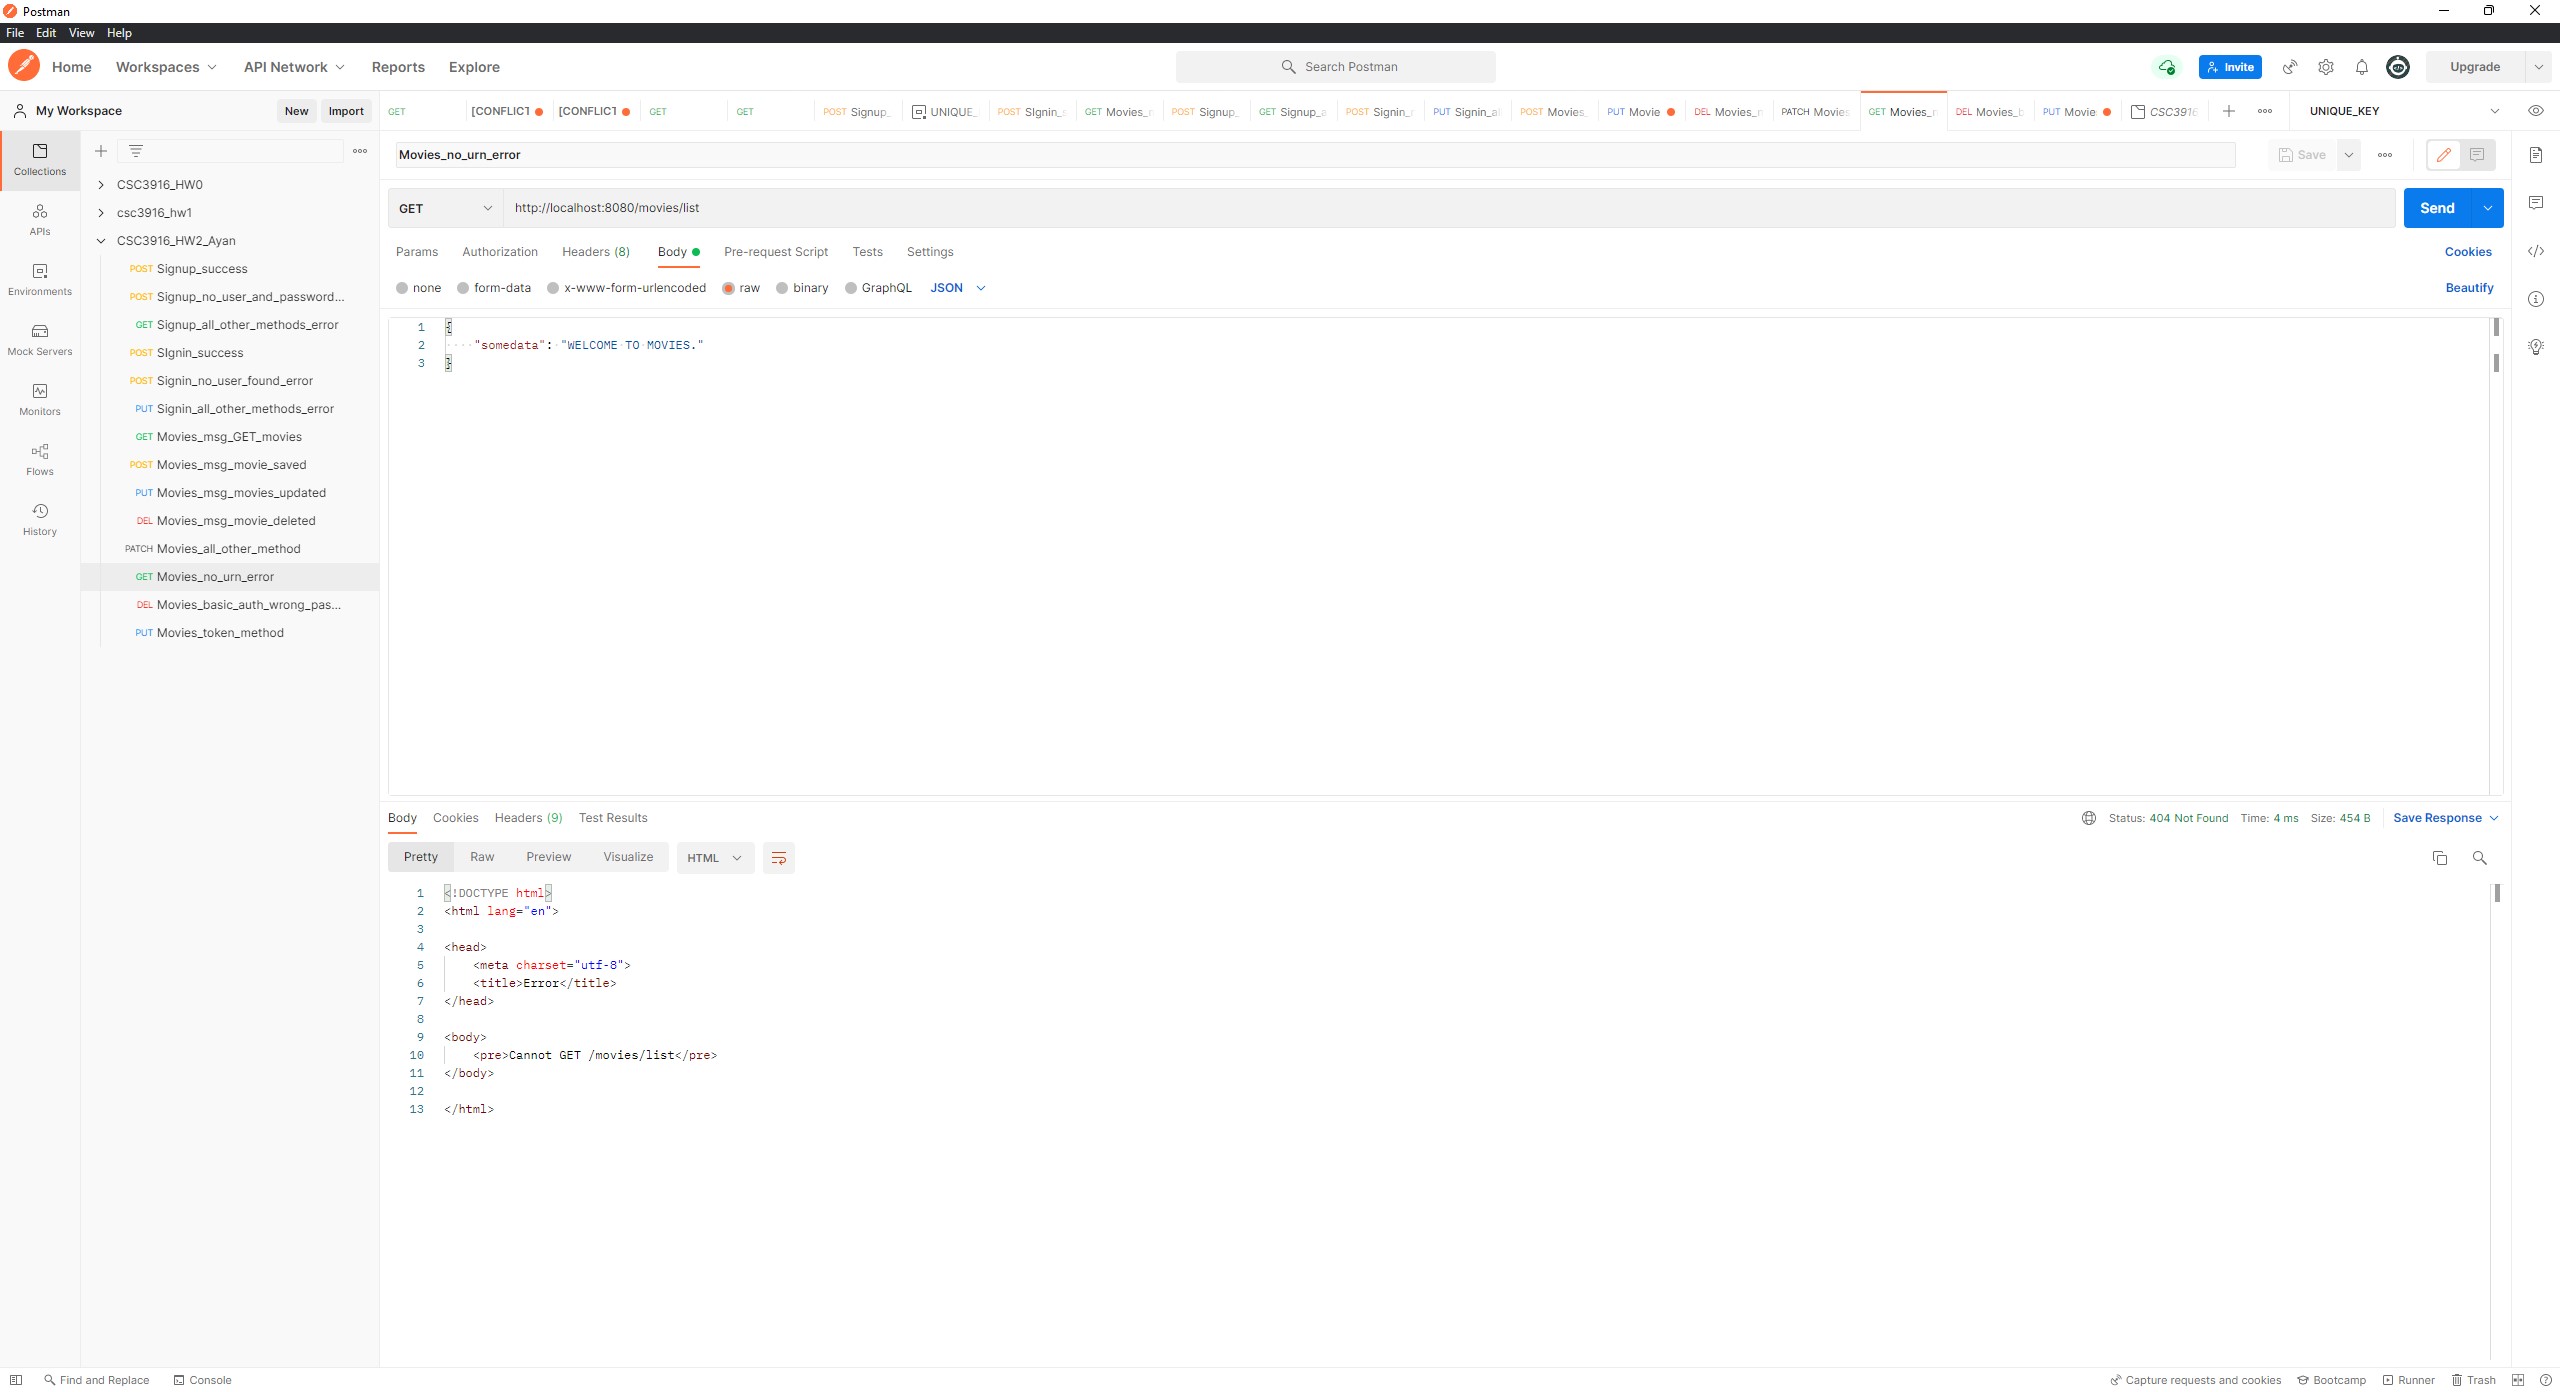 Postman
File Edit View Help
Home Workspaces API Network Reports Explore
Search Postman
Invite
Upgrade
My Workspace
New Import
GET
[CONFLICT
[CONFLICT
GET
GET
POST Signup_
UNIQUE_
POST SIgnin_s
GET Movies_
POST Signup_
GET Signup_a
POST Signin_
PUT Signin_al
POST Movies_
PUT Movie
DEL Movies_
PATCH Movies
GET Movies_
DEL Movies_b
PUT Movie
CSC3916
UNIQUE_KEY
Collections
APIs
Environments
Mock Servers
Monitors
Flows
History
CSC3916_HW0
csc3916_hw1
CSC3916_HW2_Ayan
POST Signup_success
POST Signup_no_user_and_password...
GET Signup_all_other_methods_error
POST SIgnin_success
POST Signin_no_user_found_error
PUT Signin_all_other_methods_error
GET Movies_msg_GET_movies
POST Movies_msg_movie_saved
PUT Movies_msg_movies_updated
DEL Movies_msg_movie_deleted
PATCH Movies_all_other_method
GET Movies_no_urn_error
DEL Movies_basic_auth_wrong_pas...
PUT Movies_token_method
Movies_no_urn_error
Save
GET http://localhost:8080/movies/list
Send
Params Authorization Headers (8) Body Pre-request Script Tests Settings
Cookies
none form-data x-www-form-urlencoded raw binary GraphQL JSON
Beautify
1 {
2 ····"somedata":·"WELCOME·TO·MOVIES."
3 }
Body Cookies Headers (9) Test Results
Status: 404 Not Found Time: 4 ms Size: 454 B Save Response
Pretty Raw Preview Visualize HTML
1 <!DOCTYPE html>
2 <html lang="en">
3
4 <head>
5 <meta charset="utf-8">
6 <title>Error</title>
7 </head>
8
9 <body>
10 <pre>Cannot GET /movies/list</pre>
11 </body>
12
13 </html>
Find and Replace Console
Capture requests and cookies Bootcamp Runner Trash